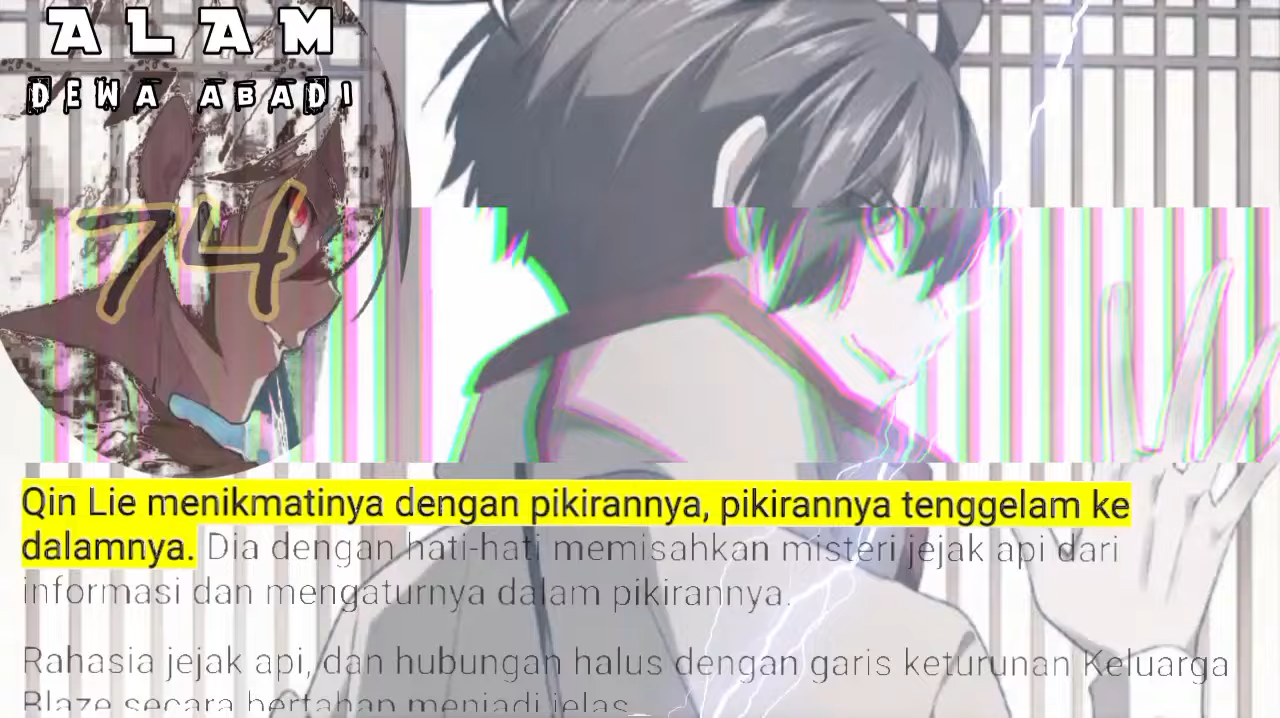 ALAM
DEWA ABADI
74
Qin Lie menikmatinya dengan pikirannya, pikirannya tenggelam ke
dalamnya. Dia dengan hati-hati memisahkan misteri jejak api dari
informasi dan mengaturnya dalam pikirannya.
Rahasia jejak api, dan hubungan halus dengan garis keturunan Keluarga
Blaze secara bertahap menjadi jelas.